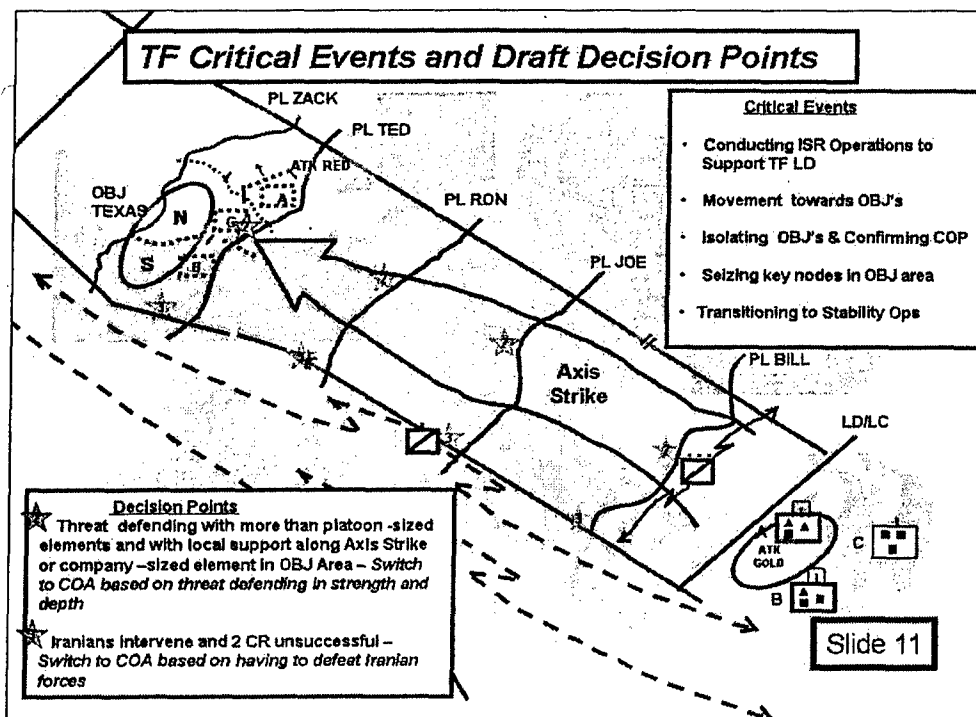 TF Critical Events and Draft Decision Points
PL ZACK
PL TED
ATK RED
OBJ
TEXAS
N
S
A
B
PL RON
PL JOE
Critical Events
• Conducting ISR Operations to
Support TF LD
• Movement towards OBJ's
• Isolating OBJ's & Confirming COP
• Seizing key nodes in OBJ area
• Transitioning to Stability Ops
Axis
Strike
PL BILL
LD/LC
A
ATK
GOLD
C
B
Decision Points
Threat defending with more than platoon -sized
elements and with local support along Axis Strike
or company –sized element in OBJ Area – Switch
to COA based on threat defending in strength and
depth
Iranians intervene and 2 CR unsuccessful –
Switch to COA based on having to defeat Iranian
forces
Slide 11